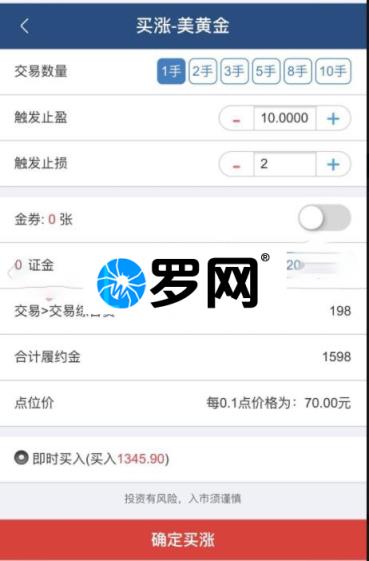 买涨-美黄金
交易数量 1手 2手 3手 5手 8手 10手
触发止盈 - 10.0000 +
触发止损 - 2 +
金券: 0 张
0 证金 20
罗网®
交易>交易综合费 198
合计履约金 1598
点位价 每0.1点价格为: 70.00元
即时买入(买入1345.90)
投资有风险，入市须谨慎
确定买涨